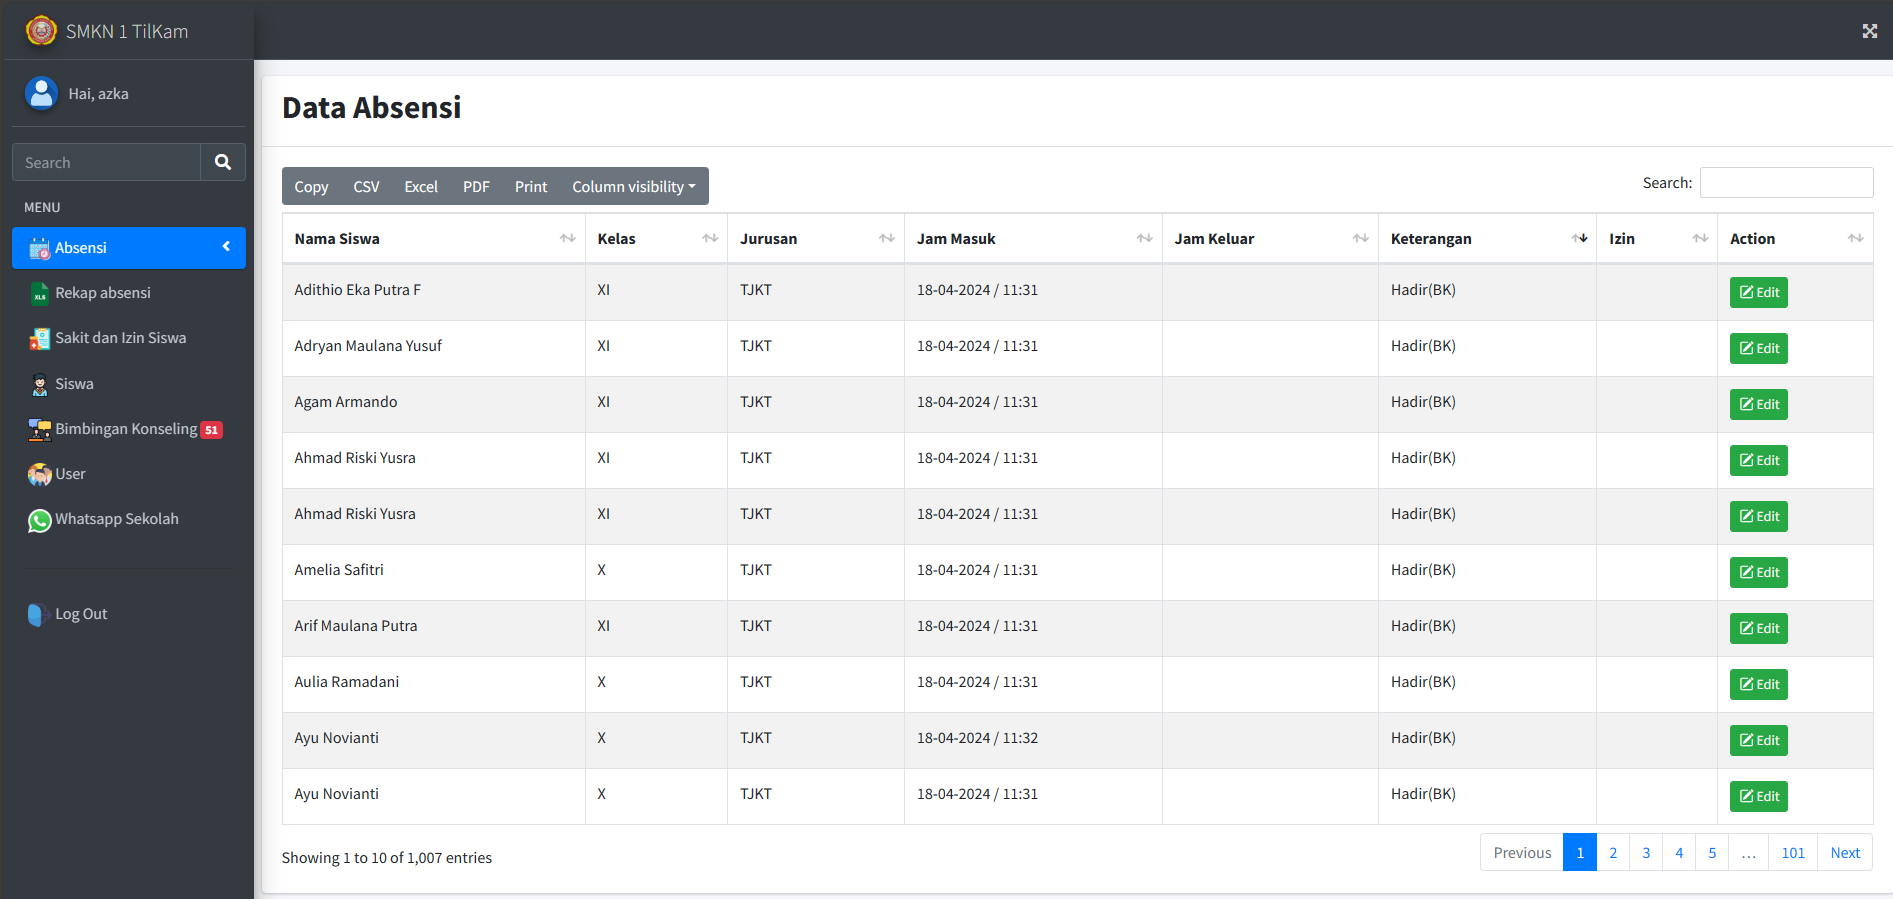 SMKN 1 TilKam
Hai, azka
Search
MENU
Absensi
Rekap absensi
Sakit dan Izin Siswa
Siswa
Bimbingan Konseling 51
User
Whatsapp Sekolah
Log Out
Data Absensi
Copy CSV Excel PDF Print Column visibility
Search:
Nama Siswa Kelas Jurusan Jam Masuk Jam Keluar Keterangan Izin Action
Adithio Eka Putra F XI TJKT 18-04-2024 / 11:31 Hadir(BK) Edit
Adryan Maulana Yusuf XI TJKT 18-04-2024 / 11:31 Hadir(BK) Edit
Agam Armando XI TJKT 18-04-2024 / 11:31 Hadir(BK) Edit
Ahmad Riski Yusra XI TJKT 18-04-2024 / 11:31 Hadir(BK) Edit
Ahmad Riski Yusra XI TJKT 18-04-2024 / 11:31 Hadir(BK) Edit
Amelia Safitri X TJKT 18-04-2024 / 11:31 Hadir(BK) Edit
Arif Maulana Putra XI TJKT 18-04-2024 / 11:31 Hadir(BK) Edit
Aulia Ramadani X TJKT 18-04-2024 / 11:31 Hadir(BK) Edit
Ayu Novianti X TJKT 18-04-2024 / 11:32 Hadir(BK) Edit
Ayu Novianti X TJKT 18-04-2024 / 11:31 Hadir(BK) Edit
Showing 1 to 10 of 1,007 entries
Previous 1 2 3 4 5 … 101 Next